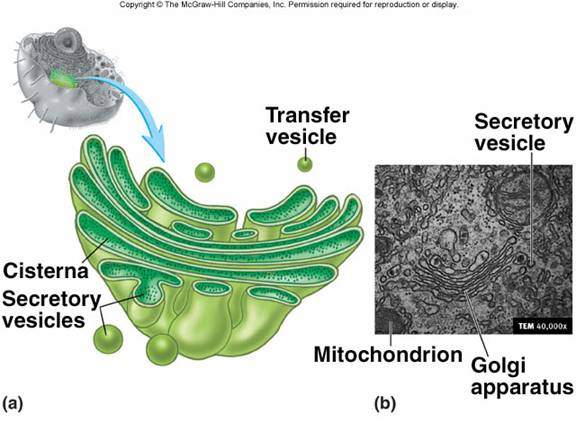 Copyright © The McGraw-Hill Companies, Inc. Permission required for reproduction or display.
Transfer
vesicle
Secretory
vesicle
Cisterna
Secretory
vesicles
TEM 40,000x
Mitochondrion
Golgi
apparatus
(a)
(b)